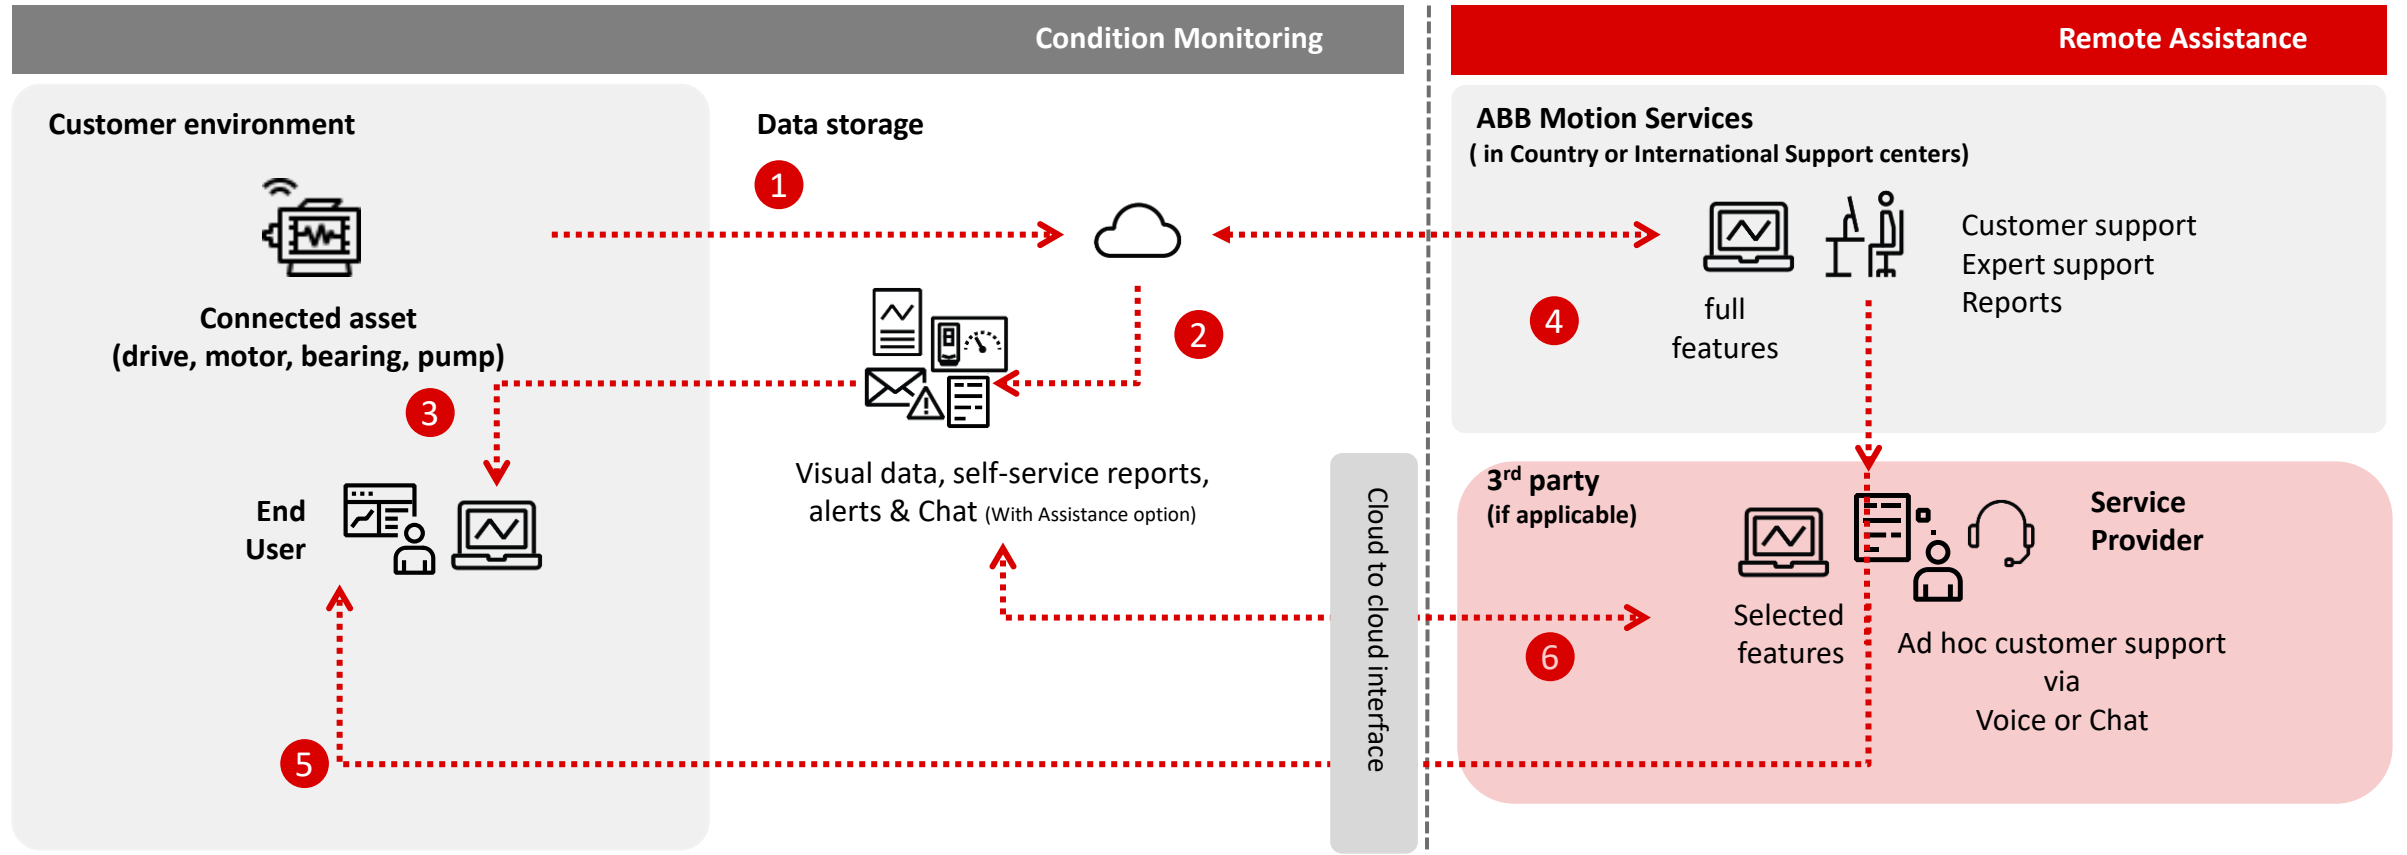 Condition Monitoring
Remote Assistance
Customer environment
Data storage
1
Connected asset
(drive, motor, bearing, pump)
2
3
Visual data, self-service reports,
alerts & Chat (With Assistance option)
End
User
5
Cloud to cloud interface
ABB Motion Services
( in Country or International Support centers)
Customer support
Expert support
Reports
full
features
4
3rd party
(if applicable)
Service
Provider
Selected
features
6
Ad hoc customer support
via
Voice or Chat